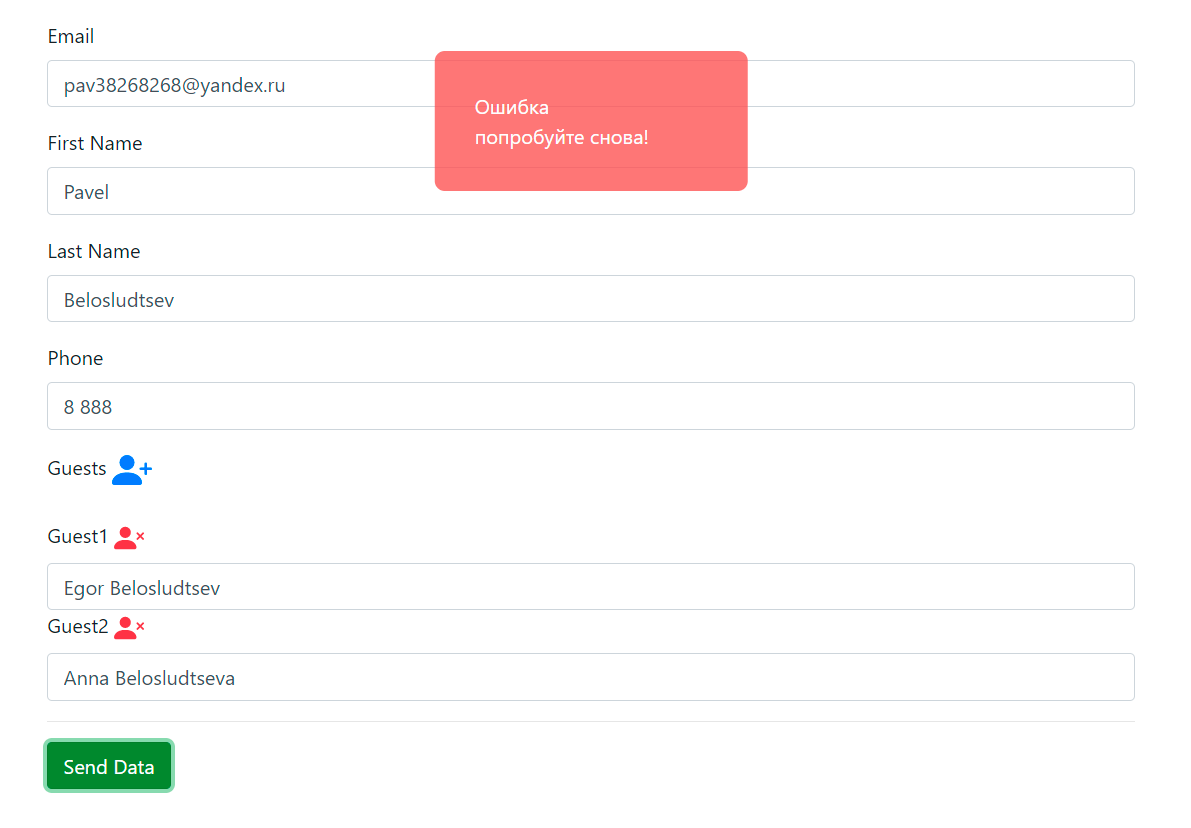 Email
pav38268268@yandex.ru
Ошибка
попробуйте снова!
First Name
Pavel
Last Name
Belosludtsev
Phone
8 888
Guests
Guest1
Egor Belosludtsev
Guest2
Anna Belosludtseva
Send Data